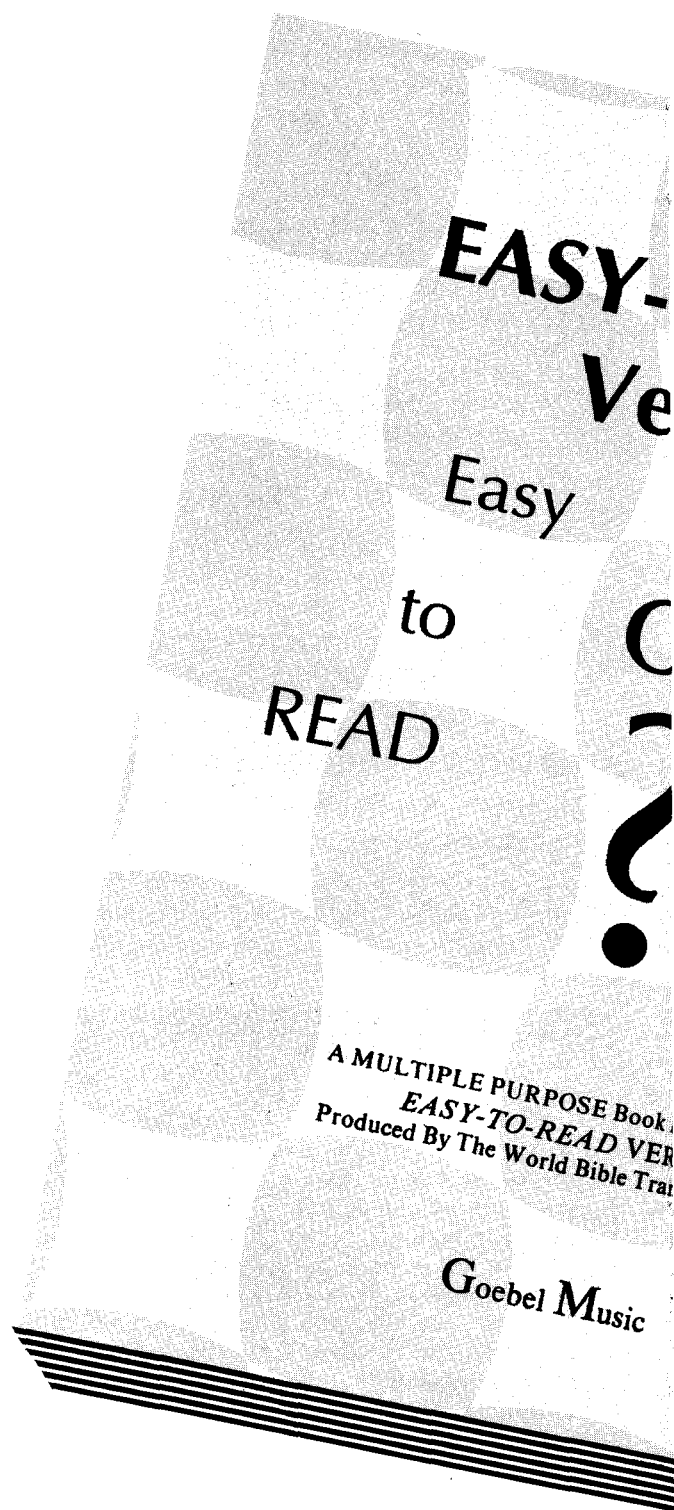 EASY-
Ve
Easy
to
READ
?
A MULTIPLE PURPOSE Book
EASY-TO-READ VER
Produced By The World Bible Tran
Goebel Music